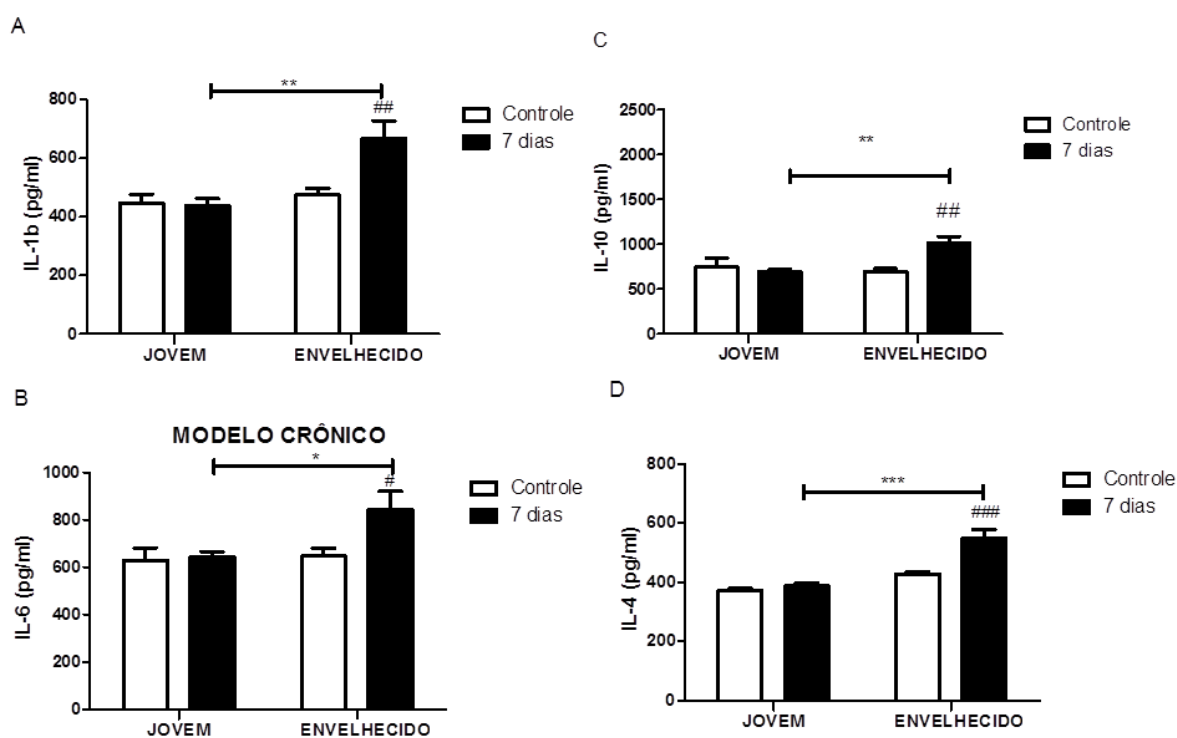 A
**
800
##
600
400
200
0
IL-1b (pg/ml)
JOVEM ENVELHECIDO
Controle
7 dias
C
2500
2000
1500
1000
500
0
**
##
IL-10 (pg/ml)
JOVEM ENVELHECIDO
Controle
7 dias
B
MODELO CRÔNICO
*
1000
#
800
600
400
200
0
IL-6 (pg/ml)
JOVEM ENVELHECIDO
Controle
7 dias
D
800
***
###
600
400
200
0
IL-4 (pg/ml)
JOVEM ENVELHECIDO
Controle
7 dias